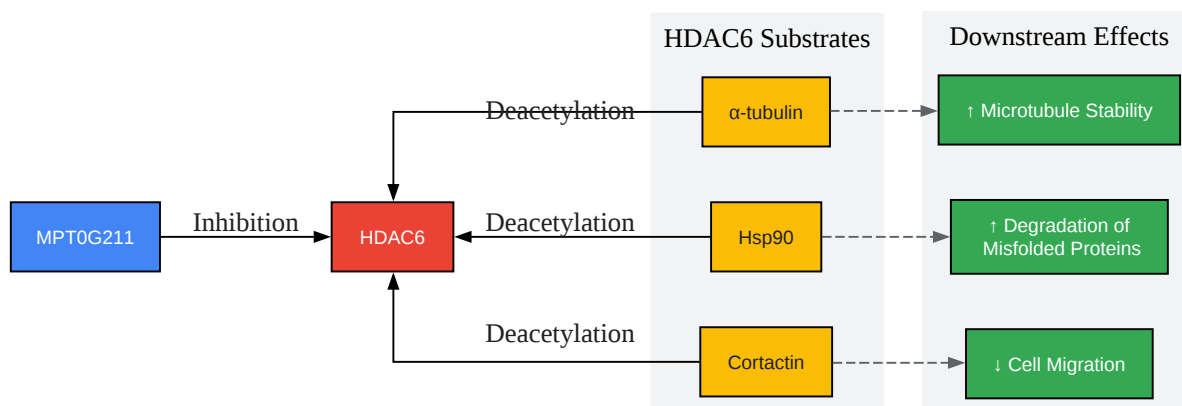 HDAC6 Substrates
Downstream Effects
Deacetylation
α-tubulin
↑ Microtubule Stability
MPT0G211
Inhibition
HDAC6
Deacetylation
Hsp90
↑ Degradation of
Misfolded Proteins
Deacetylation
Cortactin
↓ Cell Migration